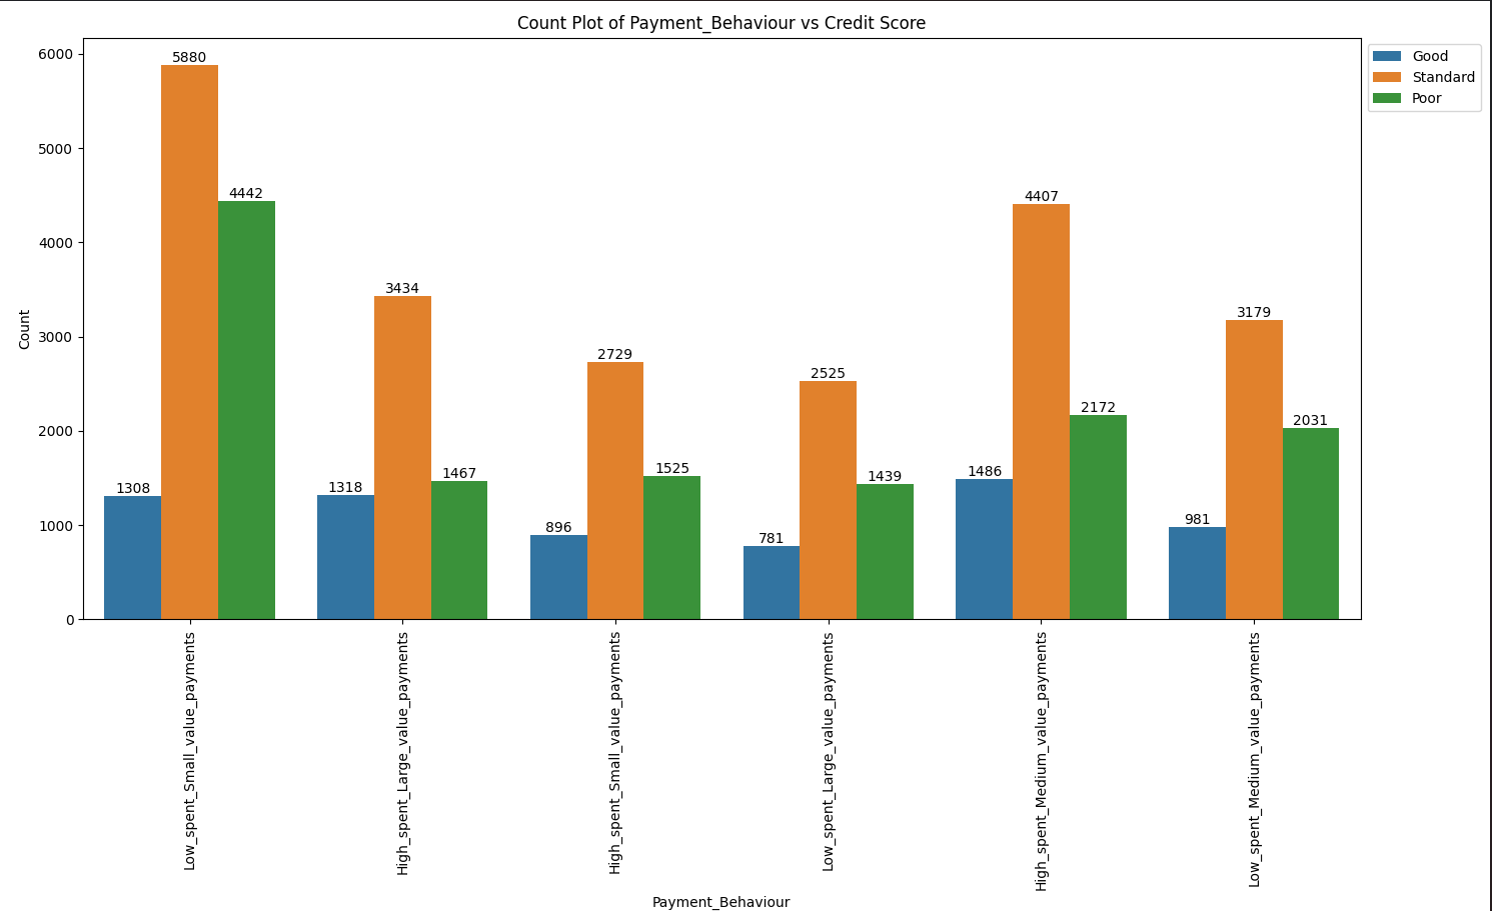 Count Plot of Payment_Behaviour vs Credit Score
Good
Standard
Poor
Count
6000
5000
4000
3000
2000
1000
0
1308
5880
4442
1318
3434
1467
896
2729
1525
781
2525
1439
1486
4407
2172
981
3179
2031
Low_spent_Small_value_payments
High_spent_Large_value_payments
High_spent_Small_value_payments
Low_spent_Large_value_payments
High_spent_Medium_value_payments
Low_spent_Medium_value_payments
Payment_Behaviour